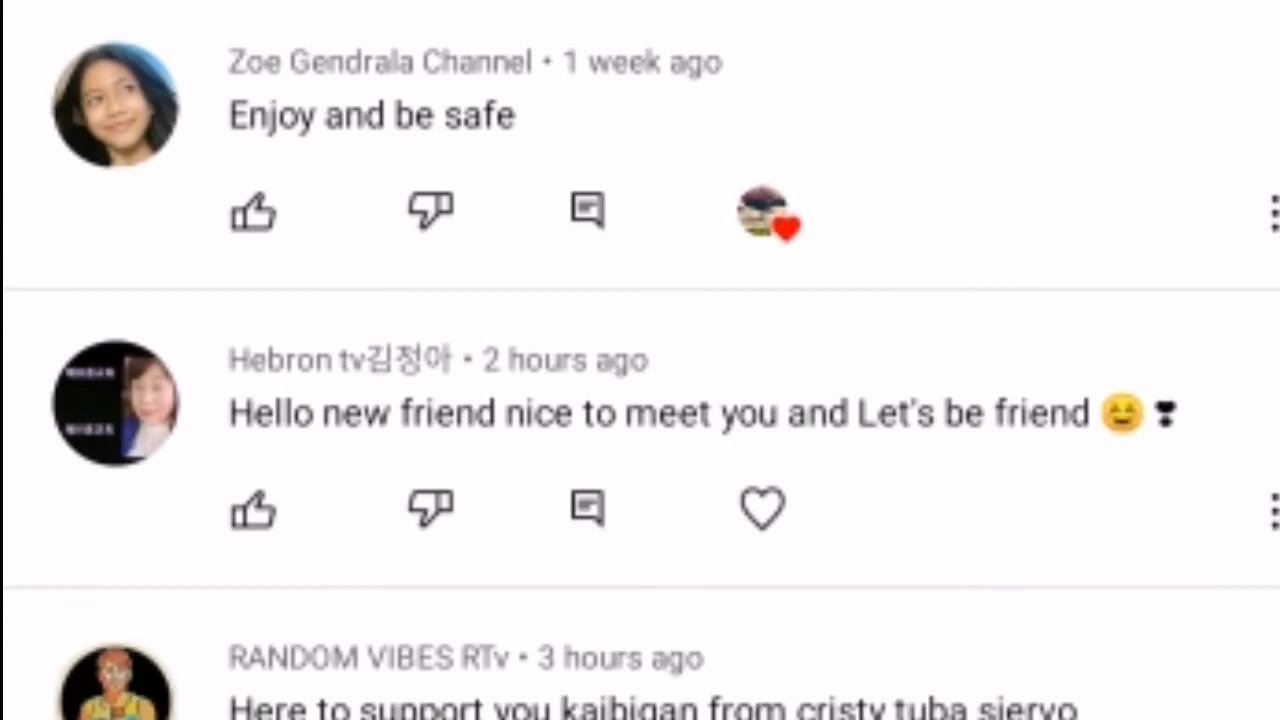 Zoe Gendrala Channel • 1 week ago
Enjoy and be safe
Hebron tv김정아 • 2 hours ago
Hello new friend nice to meet you and Let's be friend 😊❣
RANDOM VIBES RTv • 3 hours ago
Here to support you kaibigan from cristy tuba siervo